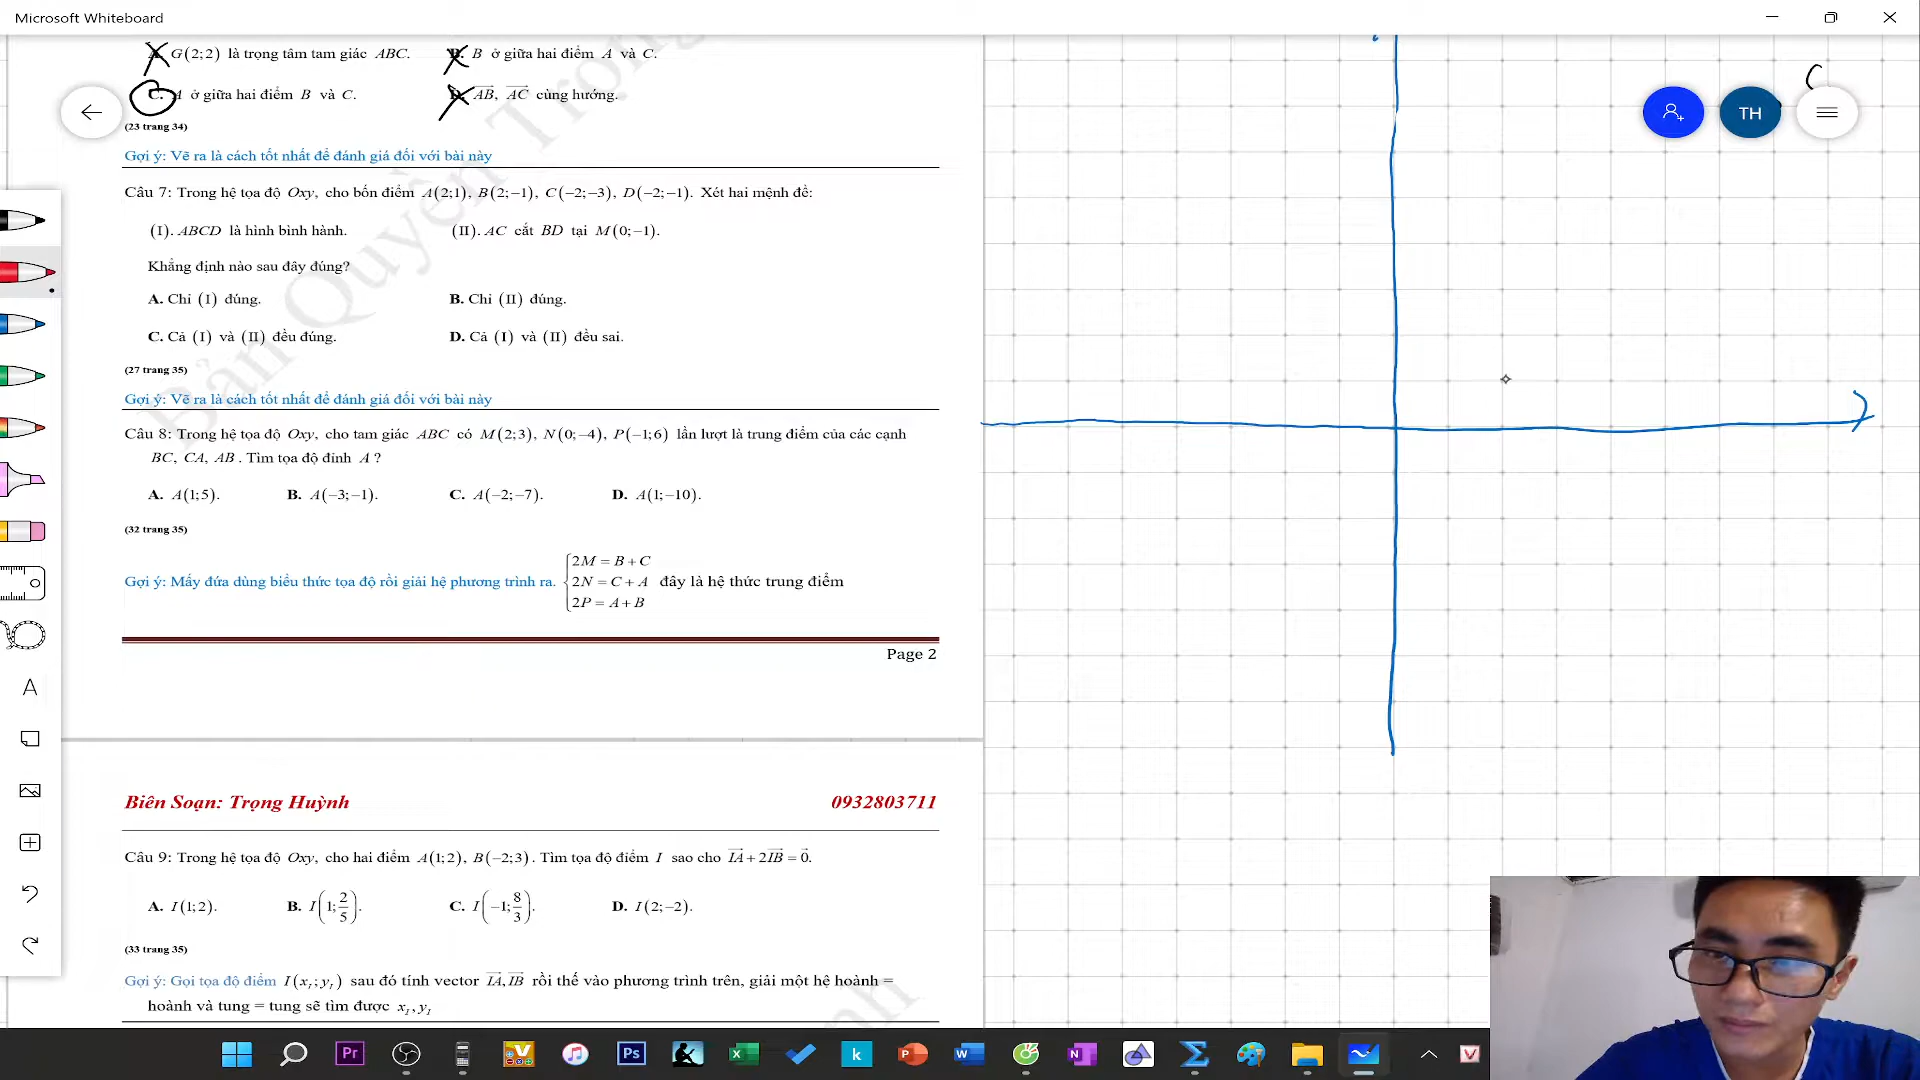 Microsoft Whiteboard
G(2;2) là trọng tâm tam giác ABC. B. B ở giữa hai điểm A và C.
C. A ở giữa hai điểm B và C. D. AB, AC cùng hướng.
(23 trang 34)
Gợi ý: Vẽ ra là cách tốt nhất để đánh giá đối với bài này
Câu 7: Trong hệ tọa độ Oxy, cho bốn điểm A(2;1), B(2;−1), C(−2;−3), D(−2;−1). Xét hai mệnh đề:
(I). ABCD là hình bình hành. (II). AC cắt BD tại M(0;−1).
Khẳng định nào sau đây đúng?
A. Chỉ (I) đúng. B. Chỉ (II) đúng.
C. Cả (I) và (II) đều đúng. D. Cả (I) và (II) đều sai.
(27 trang 35)
Gợi ý: Vẽ ra là cách tốt nhất để đánh giá đối với bài này
Câu 8: Trong hệ tọa độ Oxy, cho tam giác ABC có M(2;3), N(0;−4), P(−1;6) lần lượt là trung điểm của các cạnh
BC, CA, AB. Tìm tọa độ đỉnh A?
A. A(1;5). B. A(−3;−1). C. A(−2;−7). D. A(1;−10).
(32 trang 35)
Gợi ý: Mấy đứa dùng biểu thức tọa độ rồi giải hệ phương trình ra. { 2M = B + C
2N = C + A đây là hệ thức trung điểm
2P = A + B
Page 2
Biên Soạn: Trọng Huỳnh 0932803711
Câu 9: Trong hệ tọa độ Oxy, cho hai điểm A(1;2), B(−2;3). Tìm tọa độ điểm I sao cho IA + 2IB = 0.
A. I(1;2). B. I(1; 2/5). C. I(−1; 8/3). D. I(2;−2).
(33 trang 35)
Gợi ý: Gọi tọa độ điểm I(x_I; y_I) sau đó tính vector IA, IB rồi thế vào phương trình trên, giải một hệ hoành =
hoành và tung = tung sẽ tìm được x_I, y_I
Bản Quyền Trọng
C
TH